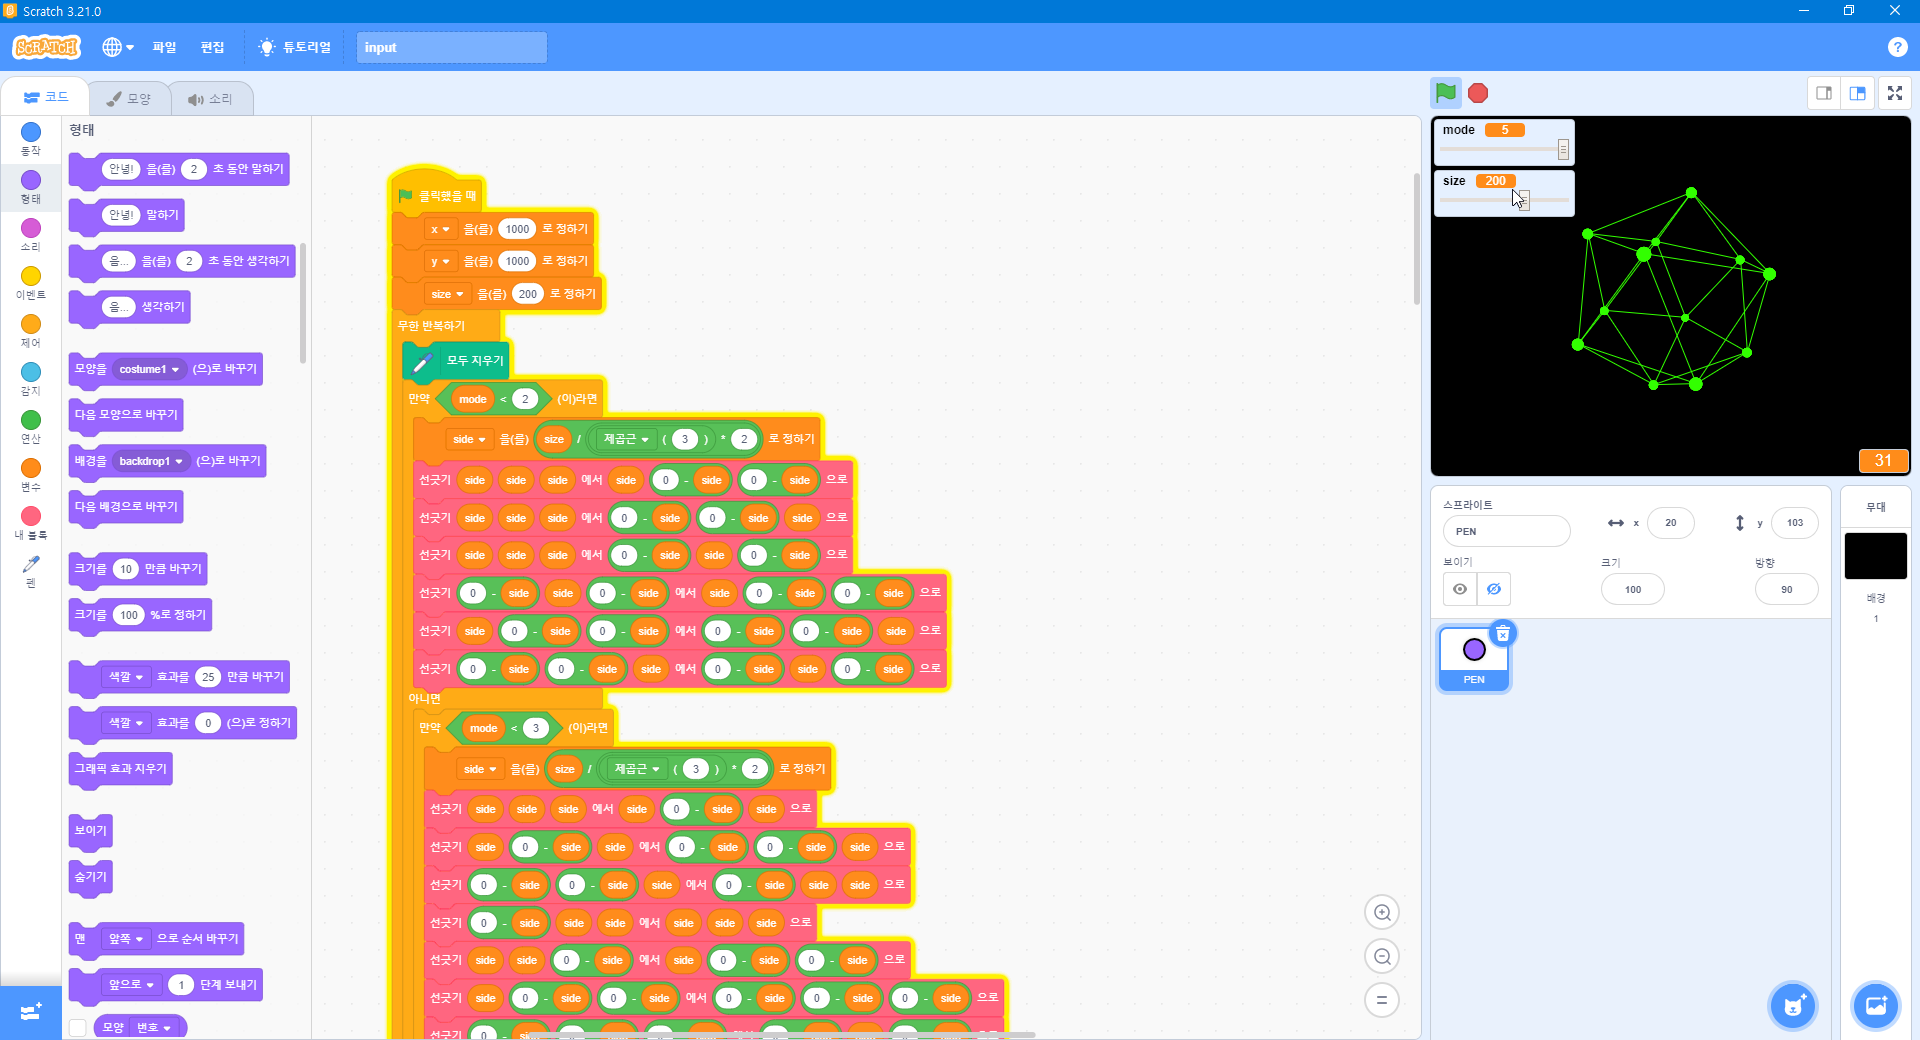 Scratch 3.21.0
SCRATCH 파일 편집 튜토리얼 input ?
코드 모양 소리
동작
형태
소리
이벤트
제어
감지
연산
변수
내 블록
펜
형태
안녕! 을(를) 2 초 동안 말하기
안녕! 말하기
음... 을(를) 2 초 동안 생각하기
음... 생각하기
모양을 costume1 (으)로 바꾸기
다음 모양으로 바꾸기
배경을 backdrop1 (으)로 바꾸기
다음 배경으로 바꾸기
크기를 10 만큼 바꾸기
크기를 100 %로 정하기
색깔 효과를 25 만큼 바꾸기
색깔 효과를 0 (으)로 정하기
그래픽 효과 지우기
보이기
숨기기
맨 앞쪽 으로 순서 바꾸기
앞으로 1 단계 보내기
모양 번호
클릭했을 때
x 을(를) 1000 로 정하기
y 을(를) 1000 로 정하기
size 을(를) 200 로 정하기
무한 반복하기
모두 지우기
만약 mode < 2 (이)라면
side 을(를) size / 제곱근 ( 3 ) * 2 로 정하기
선긋기 side side side 에서 side 0 - side 0 - side 으로
선긋기 side side side 에서 0 - side 0 - side side 으로
선긋기 side side side 에서 0 - side side 0 - side 으로
선긋기 0 - side side 0 - side 에서 side 0 - side 0 - side 으로
선긋기 side 0 - side 0 - side 에서 0 - side 0 - side side 으로
선긋기 0 - side 0 - side side 에서 0 - side side 0 - side 으로
아니면
만약 mode < 3 (이)라면
side 을(를) size / 제곱근 ( 3 ) * 2 로 정하기
선긋기 side side side 에서 side 0 - side side 으로
선긋기 side 0 - side side 에서 0 - side 0 - side side 으로
선긋기 0 - side 0 - side side 에서 0 - side side side 으로
선긋기 0 - side side side 에서 side side side 으로
선긋기 side side 0 - side 에서 side 0 - side 0 - side 으로
선긋기 side 0 - side 0 - side 에서 0 - side 0 - side 0 - side 으로
mode 5
size 200
31
스프라이트
PEN
x 20
y 103
보이기
크기
100
방향
90
PEN
무대
배경
1